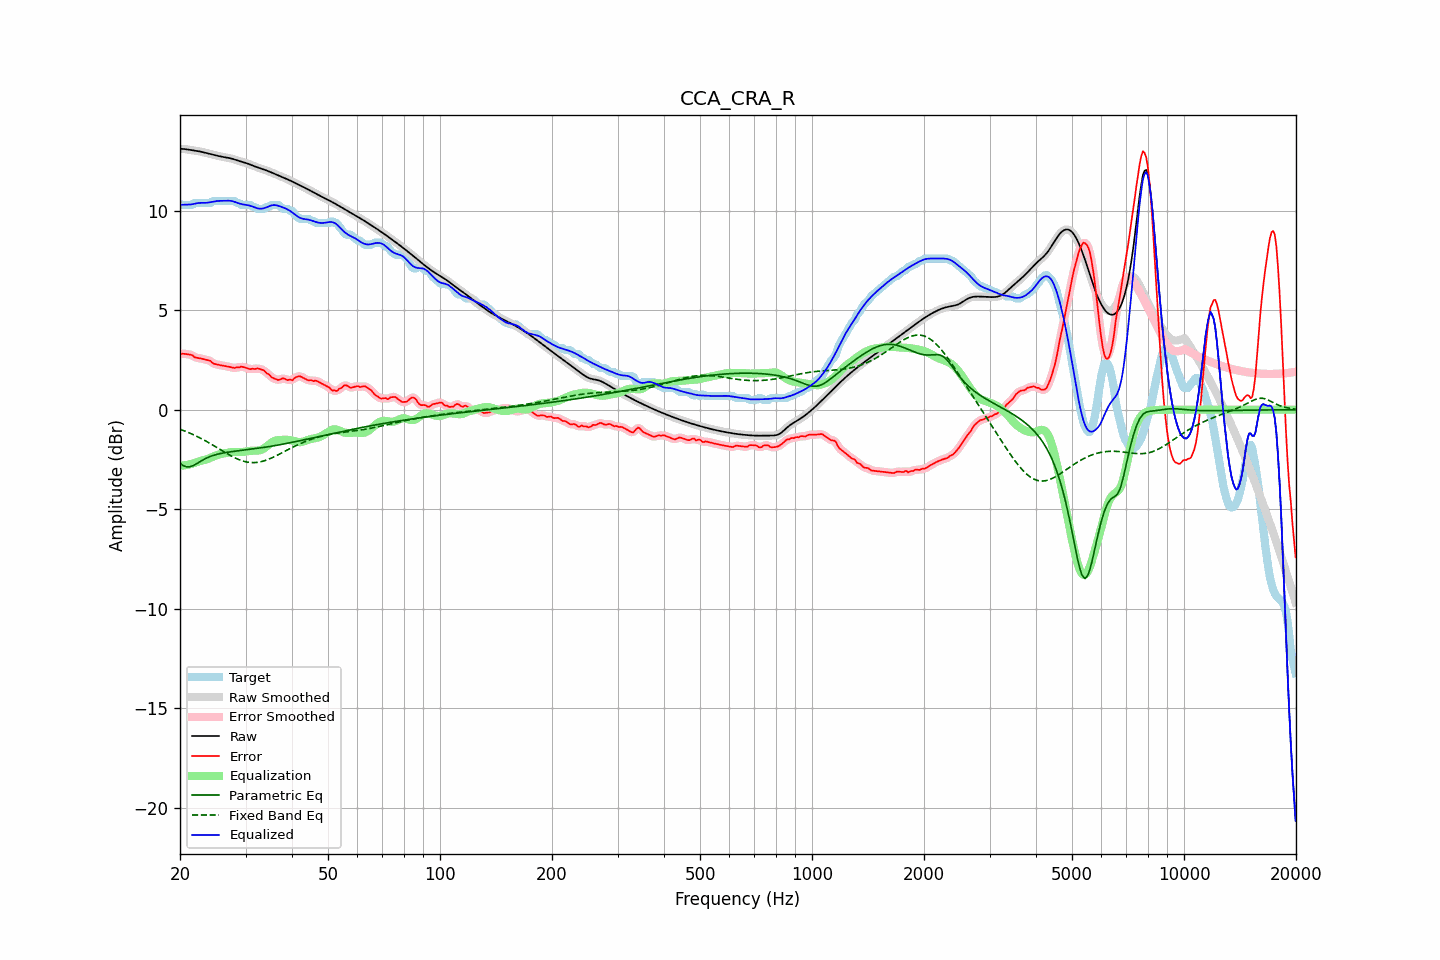 CCA_CRA_R
Amplitude (dBr)
10
5
0
−5
−10
−15
−20
Target
Raw Smoothed
Error Smoothed
Raw
Error
Equalization
Parametric Eq
Fixed Band Eq
Equalized
20 50 100 200 500 1000 2000 5000 10000 20000
Frequency (Hz)